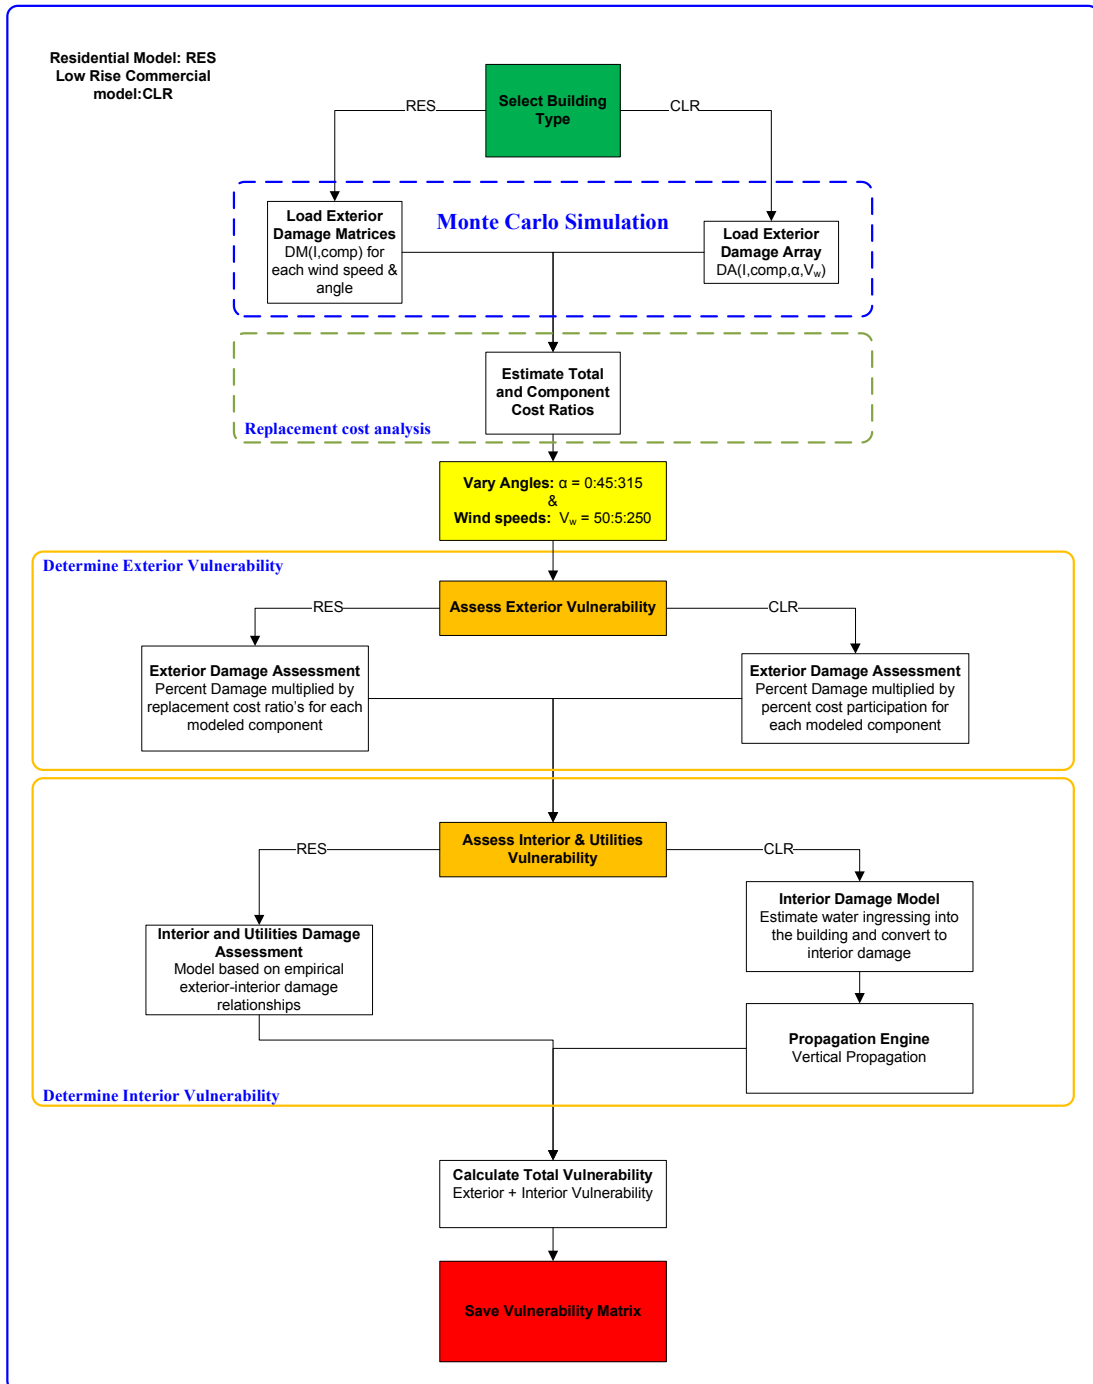 Residential Model: RES
Low Rise Commercial
model:CLR
Select Building
Type
RES
CLR
Monte Carlo Simulation
Load Exterior
Damage Matrices
DM(I,comp) for
each wind speed &
angle
Load Exterior
Damage Array
DA(I,comp,α,Vw)
Estimate Total
and Component
Cost Ratios
Replacement cost analysis
Vary Angles: α = 0:45:315
&
Wind speeds: Vw = 50:5:250
Determine Exterior Vulnerability
Assess Exterior Vulnerability
RES
CLR
Exterior Damage Assessment
Percent Damage multiplied by
replacement cost ratio's for each
modeled component
Exterior Damage Assessment
Percent Damage multiplied by
percent cost participation for
each modeled component
Assess Interior & Utilities
Vulnerability
RES
CLR
Interior and Utilities Damage
Assessment
Model based on empirical
exterior-interior damage
relationships
Interior Damage Model
Estimate water ingressing into
the building and convert to
interior damage
Propagation Engine
Vertical Propagation
Determine Interior Vulnerability
Calculate Total Vulnerability
Exterior + Interior Vulnerability
Save Vulnerability Matrix